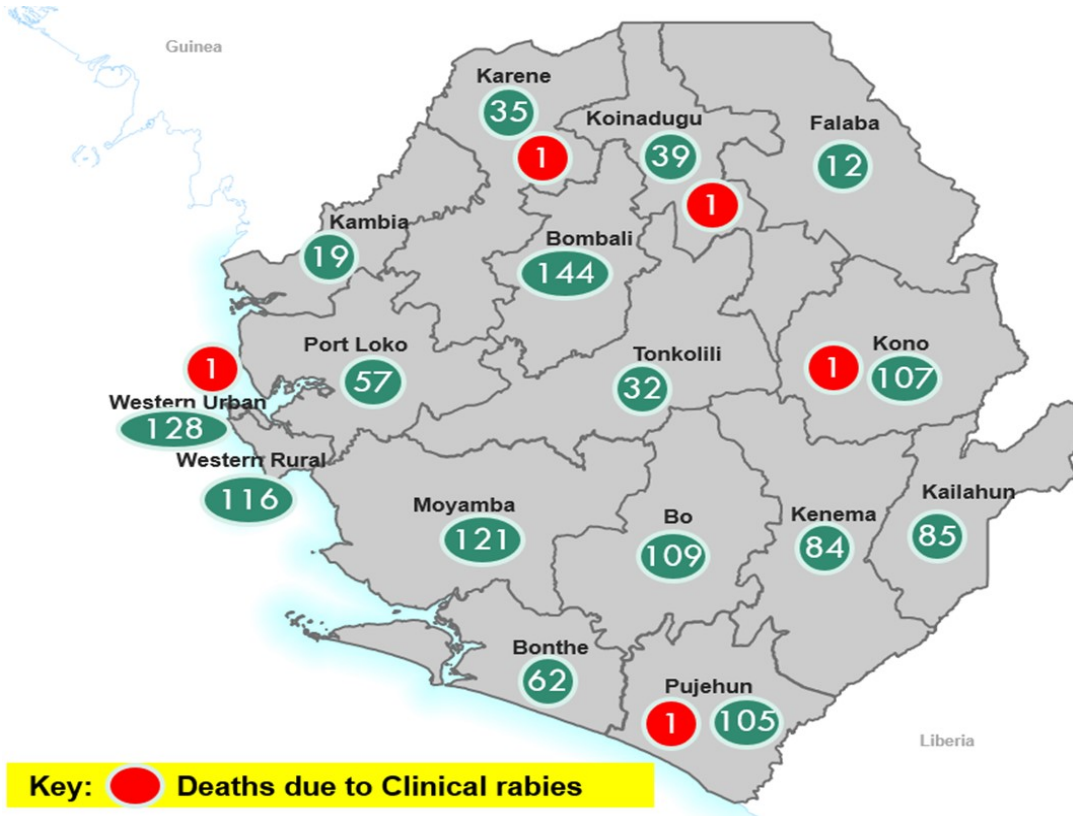 Guinea
Karene
35
1
Koinadugu
39
1
Falaba
12
Kambia
19
Bombali
144
Port Loko
57
Tonkolili
32
Kono
1
107
1
Western Urban
128
Western Rural
116
Moyamba
121
Bo
109
Kenema
84
Kailahun
85
Bonthe
62
Pujehun
1
105
Liberia
Key: Deaths due to Clinical rabies